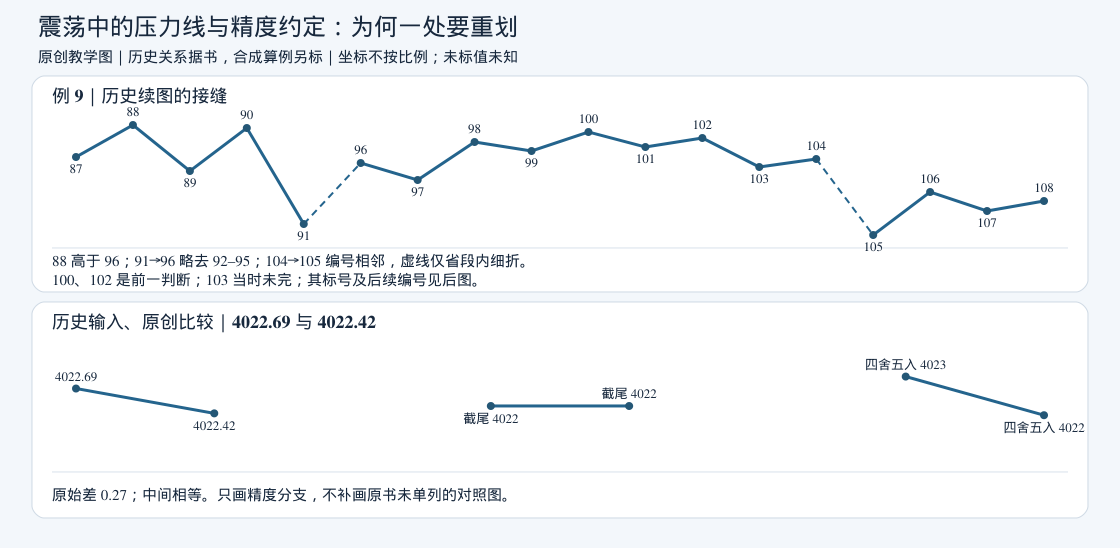 震荡中的压力线与精度约定：为何一处要重划
原创教学图｜历史关系据书，合成算例另标｜坐标不按比例；未标值未知
例 9｜历史续图的接缝
87
88
89
90
91
96
97
98
99
100
101
102
103
104
105
106
107
108
88 高于 96；91→96 略去 92–95；104→105 编号相邻，虚线仅省段内细折。
100、102 是前一判断；103 当时未完；其标号及后续编号见后图。
历史输入、原创比较｜4022.69 与 4022.42
4022.69
4022.42
截尾 4022
截尾 4022
四舍五入 4023
四舍五入 4022
原始差 0.27；中间相等。只画精度分支，不补画原书未单列的对照图。